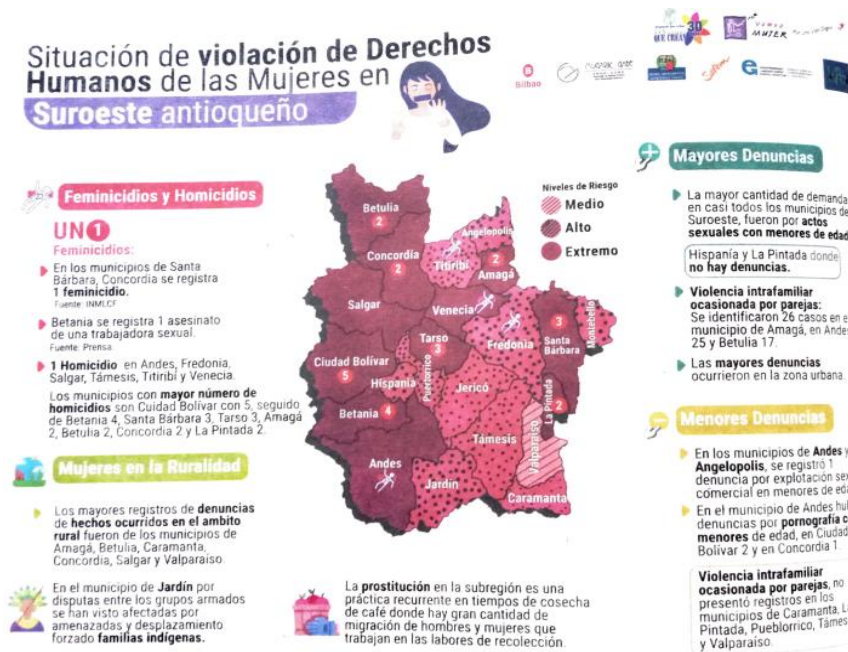 Situación de violación de Derechos
Humanos de las Mujeres en
Suroeste antioqueño
30
QUE CREAN
MUJER
Bilbao
Feminicidios y Homicidios
UNO 1
Feminicidios:
En los municipios de Santa
Bárbara, Concordia se registra
1 feminicidio.
Fuente: INMLCF
Betania se registra 1 asesinato
de una trabajadora sexual.
Fuente: Prensa.
1 Homicidio en Andes, Fredonia,
Salgar, Támesis, Titiribí y Venecia.
Los municipios con mayor número de
homicidios son Cuidad Bolívar con 5, seguido
de Betania 4, Santa Bárbara 3, Tarso 3, Amagá
2, Betulia 2, Concordia 2 y La Pintada 2.
Mujeres en la Ruralidad
Los mayores registros de denuncias
de hechos ocurridos en el ambito
rural fueron de los municipios de
Amagá, Betulia, Caramanta,
Concordia, Salgar y Valparaíso.
En el municipio de Jardín por
disputas entre los grupos armados
se han visto afectadas por
amenazadas y desplazamiento
forzado familias indígenas.
Niveles de Riesgo
Medio
Alto
Extremo
Betulia
2
Angelopolis
Concordia
2
Titiribí
2
Amagá
Salgar
Venecia
Fredonia
3
Santa
Bárbara
Montebello
Tarso
3
Ciudad Bolívar
5
Hispania
Pueblorrico
Jericó
La Pintada
2
Betania
4
Támesis
Valparaíso
Andes
Jardín
Caramanta
La prostitución en la subregión es una
práctica recurrente en tiempos de cosecha
de café donde hay gran cantidad de
migración de hombres y mujeres que
trabajan en las labores de recolección.
Mayores Denuncias
La mayor cantidad de demanda
en casi todos los municipios de
Suroeste, fueron por actos
sexuales con menores de edad
Hispanía y La Pintada donde
no hay denuncias.
Violencia intrafamiliar
ocasionada por parejas:
Se identificaron 26 casos en e
municipio de Amagá, en Andes
25 y Betulia 17.
Las mayores denuncias
ocurrieron en la zona urbana.
Menores Denuncias
En los municipios de Andes y
Angelopolis, se registró 1
denuncia por explotación sex
comercial en menores de eda
En el municipio de Andes hu
denuncias por pornografía c
menores de edad, en Ciudad
Bolívar 2 y en Concordia 1.
Violencia intrafamiliar
ocasionada por parejas, no
presentó registros en los
municipios de Caramanta, La
Pintada, Pueblorrico, Támes
y Valparaíso.